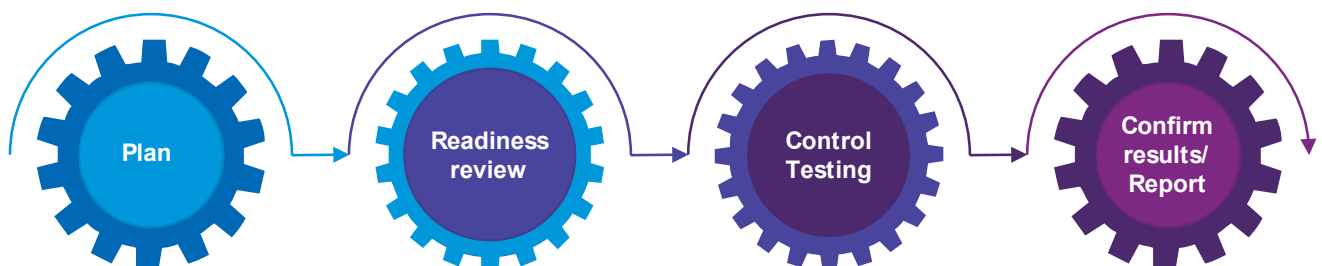 Plan
Readiness
review
Control
Testing
Confirm
results/
Report